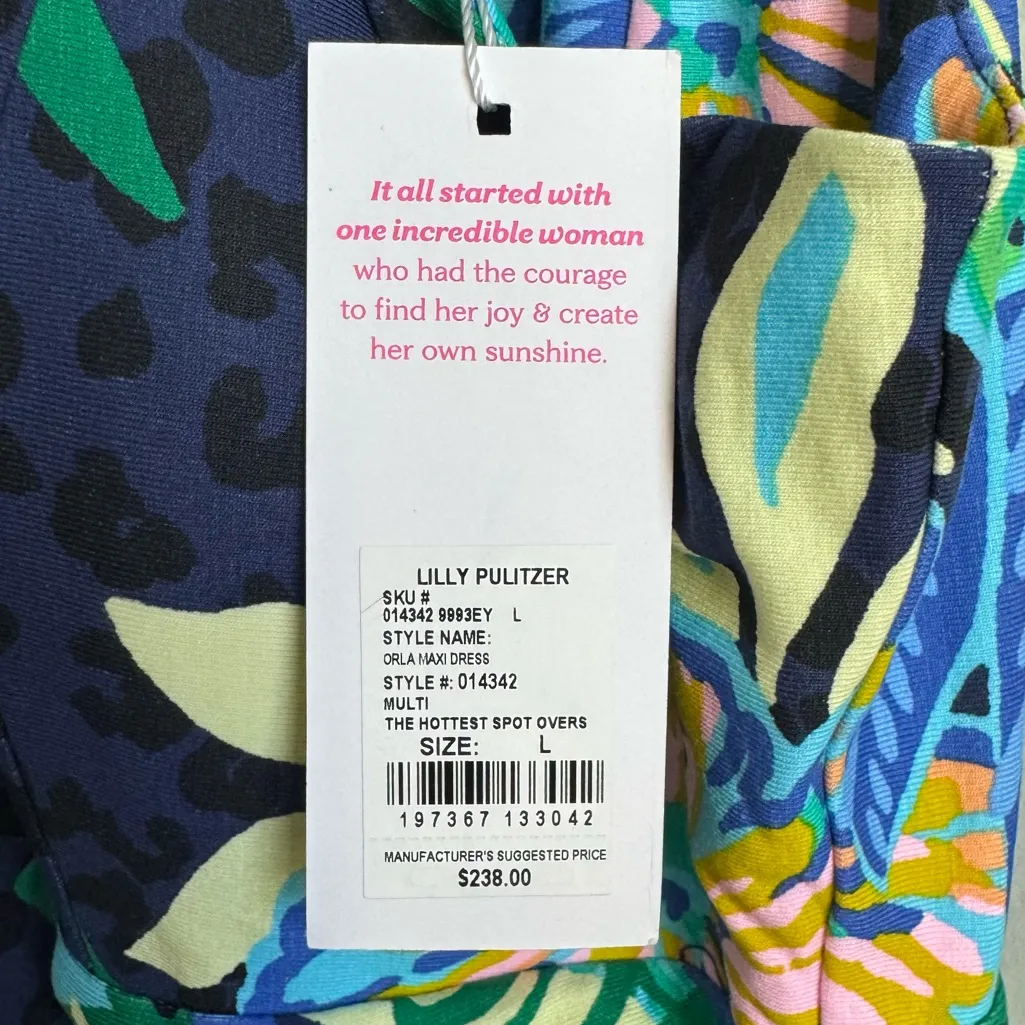 It all started with
one incredible woman
who had the courage
to find her joy & create
her own sunshine.
LILLY PULITZER
SKU #
014342 9993EY L
STYLE NAME:
ORLA MAXI DRESS
STYLE #: 014342
MULTI
THE HOTTEST SPOT OVERS
SIZE: L
197367 133042
MANUFACTURER'S SUGGESTED PRICE
$238.00